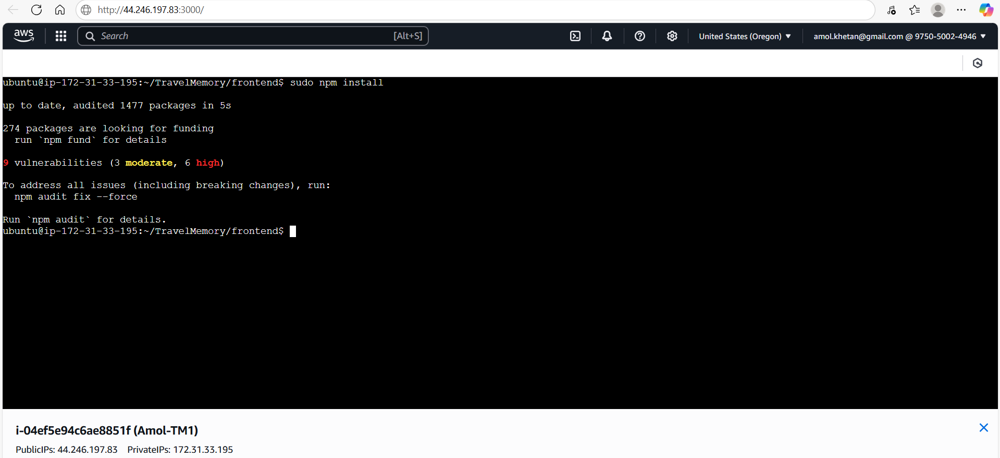 http://44.246.197.83:3000/
aws
Search [Alt+S]
United States (Oregon)
amol.khetan@gmail.com @ 9750-5002-4946
ubuntu@ip-172-31-33-195:~/TravelMemory/frontend$ sudo npm install
up to date, audited 1477 packages in 5s
274 packages are looking for funding
run `npm fund` for details
9 vulnerabilities (3 moderate, 6 high)
To address all issues (including breaking changes), run:
npm audit fix --force
Run `npm audit` for details.
ubuntu@ip-172-31-33-195:~/TravelMemory/frontend$
i-04ef5e94c6ae8851f (Amol-TM1)
PublicIPs: 44.246.197.83 PrivateIPs: 172.31.33.195